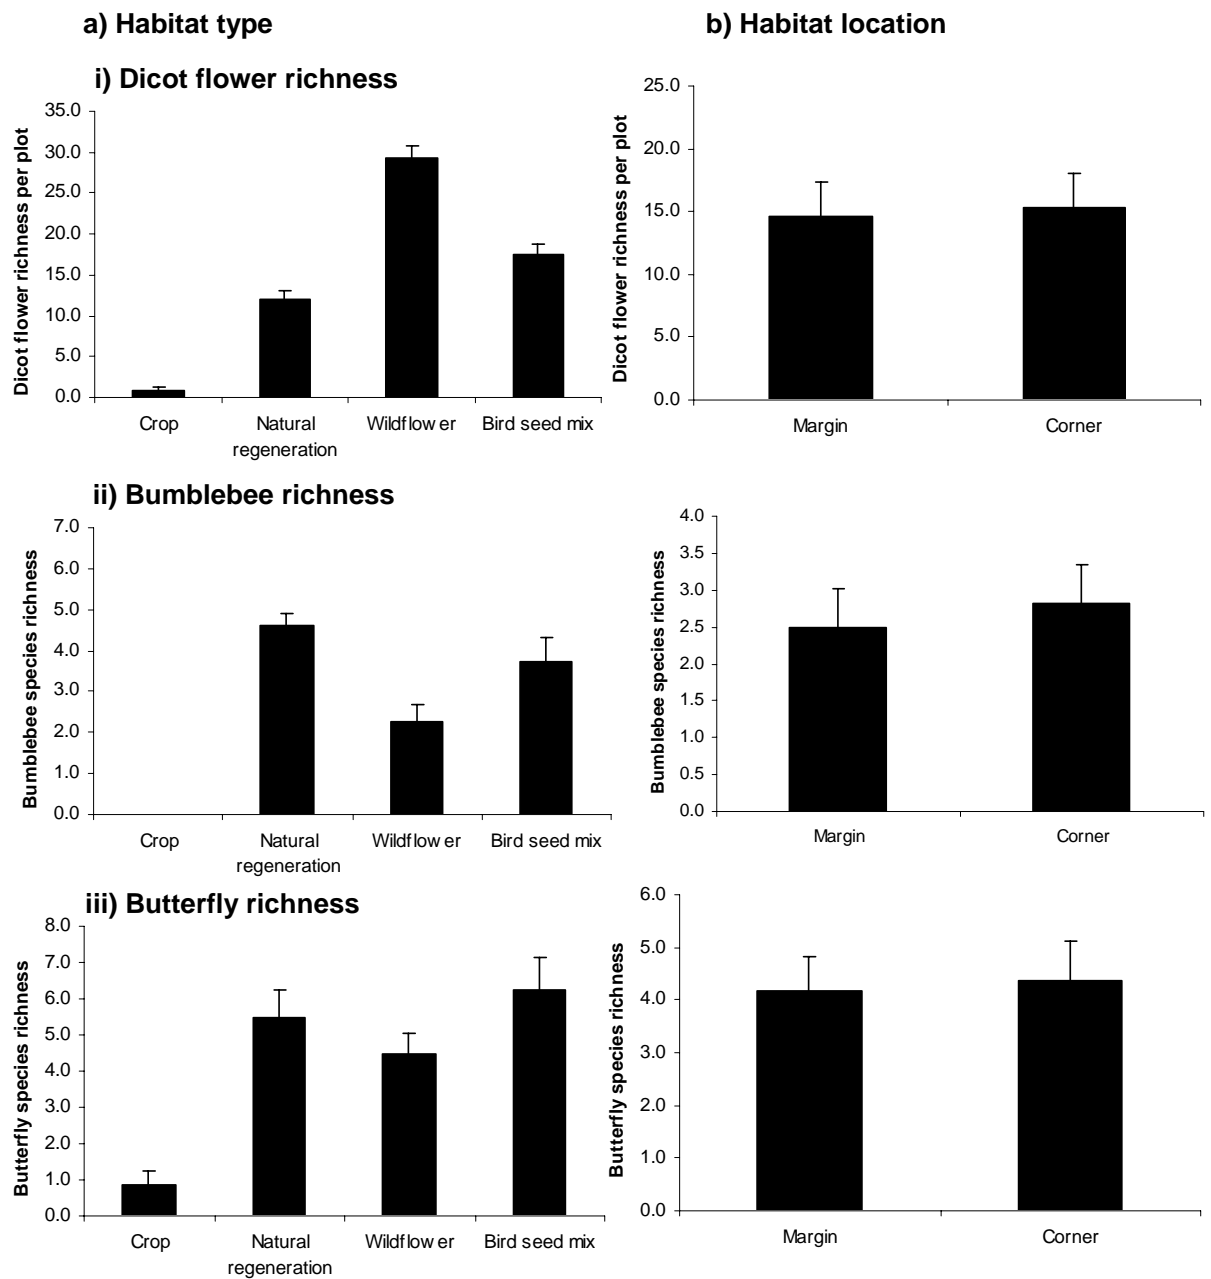 a) Habitat type
b) Habitat location
i) Dicot flower richness
Dicot flower richness per plot
35.0
30.0
25.0
20.0
15.0
10.0
5.0
0.0
Crop
Natural
regeneration
Wildflower
Bird seed mix
Dicot flower richness per plot
25.0
20.0
15.0
10.0
5.0
0.0
Margin
Corner
ii) Bumblebee richness
Bumblebee species richness
7.0
6.0
5.0
4.0
3.0
2.0
1.0
0.0
Crop
Natural
regeneration
Wildflower
Bird seed mix
Bumblebee species richness
4.0
3.5
3.0
2.5
2.0
1.5
1.0
0.5
0.0
Margin
Corner
iii) Butterfly richness
Butterfly species richness
8.0
7.0
6.0
5.0
4.0
3.0
2.0
1.0
0.0
Crop
Natural
regeneration
Wildflower
Bird seed mix
Butterfly species richness
6.0
5.0
4.0
3.0
2.0
1.0
0.0
Margin
Corner